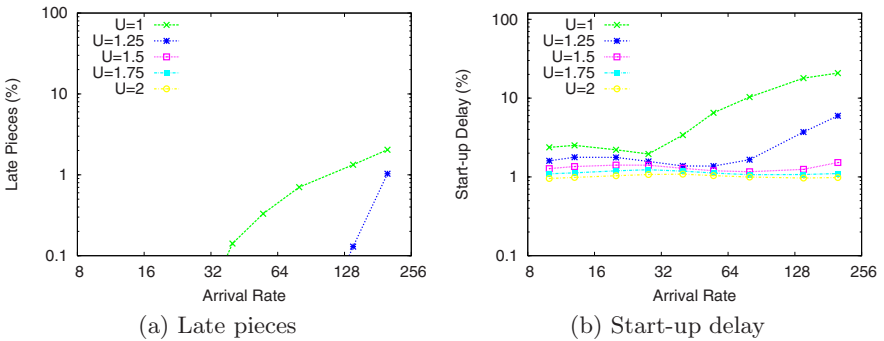 100
10
1
0.1
Late Pieces (%)
U=1
U=1.25
U=1.5
U=1.75
U=2
8 16 32 64 128 256
Arrival Rate
(a) Late pieces
100
10
1
0.1
Start-up Delay (%)
U=1
U=1.25
U=1.5
U=1.75
U=2
8 16 32 64 128 256
Arrival Rate
(b) Start-up delay